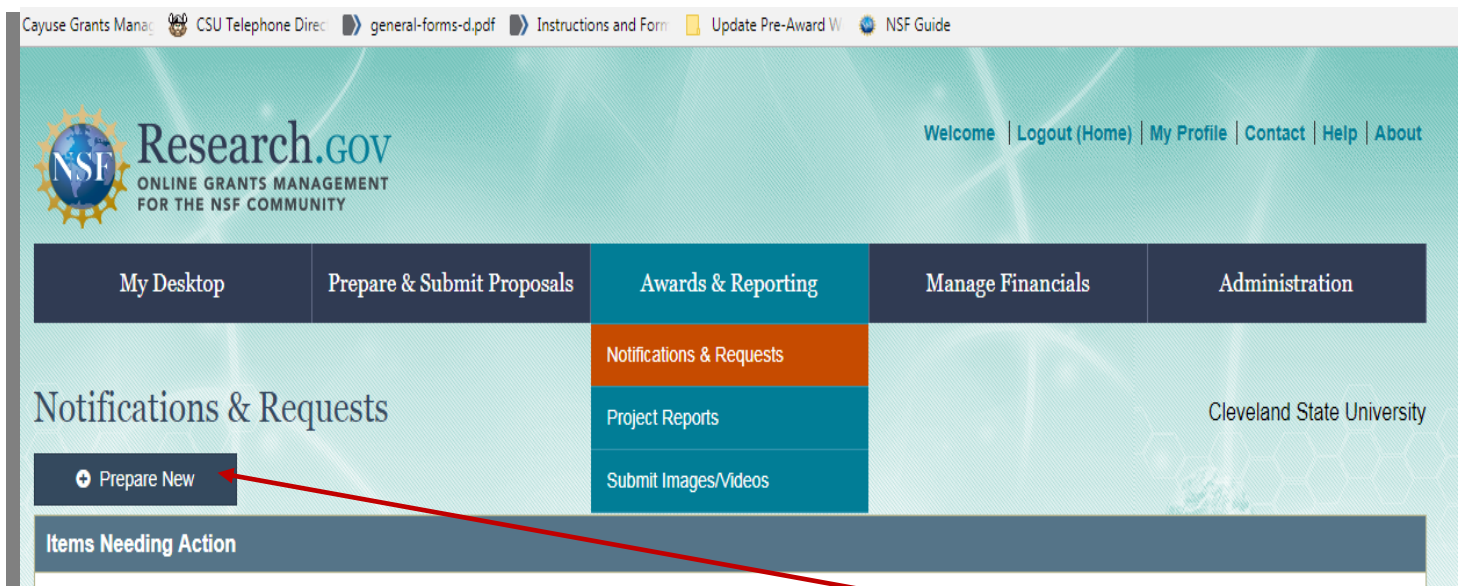 Cayuse Grants Manag CSU Telephone Direc general-forms-d.pdf Instructions and Form Update Pre-Award W NSF Guide
NSF
Research.GOV
ONLINE GRANTS MANAGEMENT
FOR THE NSF COMMUNITY
Welcome | Logout (Home) | My Profile | Contact | Help | About
My Desktop Prepare & Submit Proposals Awards & Reporting Manage Financials Administration
Notifications & Requests
Project Reports
Submit Images/Videos
Notifications & Requests
Cleveland State University
Prepare New
Items Needing Action